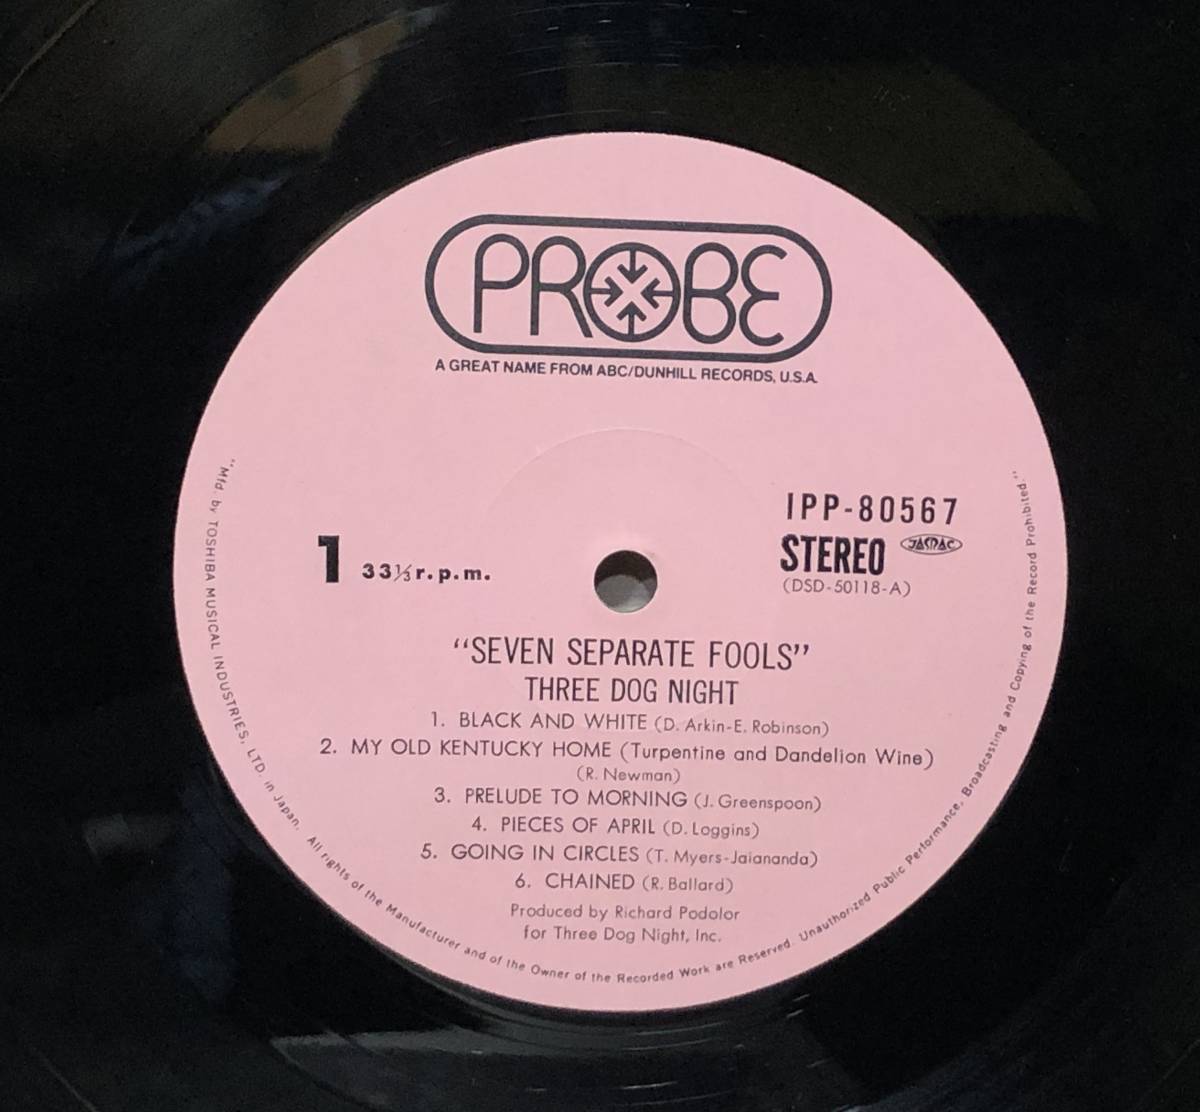 PROBE
A GREAT NAME FROM ABC/DUNHILL RECORDS, U.S.A.
IPP-80567
1 33⅓ r.p.m.
STEREO JASRAC
(DSD-50118-A)
"SEVEN SEPARATE FOOLS"
THREE DOG NIGHT
1. BLACK AND WHITE (D. Arkin-E. Robinson)
2. MY OLD KENTUCKY HOME (Turpentine and Dandelion Wine)
(R. Newman)
3. PRELUDE TO MORNING (J. Greenspoon)
4. PIECES OF APRIL (D. Loggins)
5. GOING IN CIRCLES (T. Myers-Jaiananda)
6. CHAINED (R. Ballard)
Produced by Richard Podolor
for Three Dog Night, Inc.
"Mfd. by TOSHIBA MUSICAL INDUSTRIES, LTD. in Japan. All rights of the Manufacturer and of the Owner of the Recorded Work are Reserved. Unauthorized Public Performance, Broadcasting and Copying of the Record Prohibited."